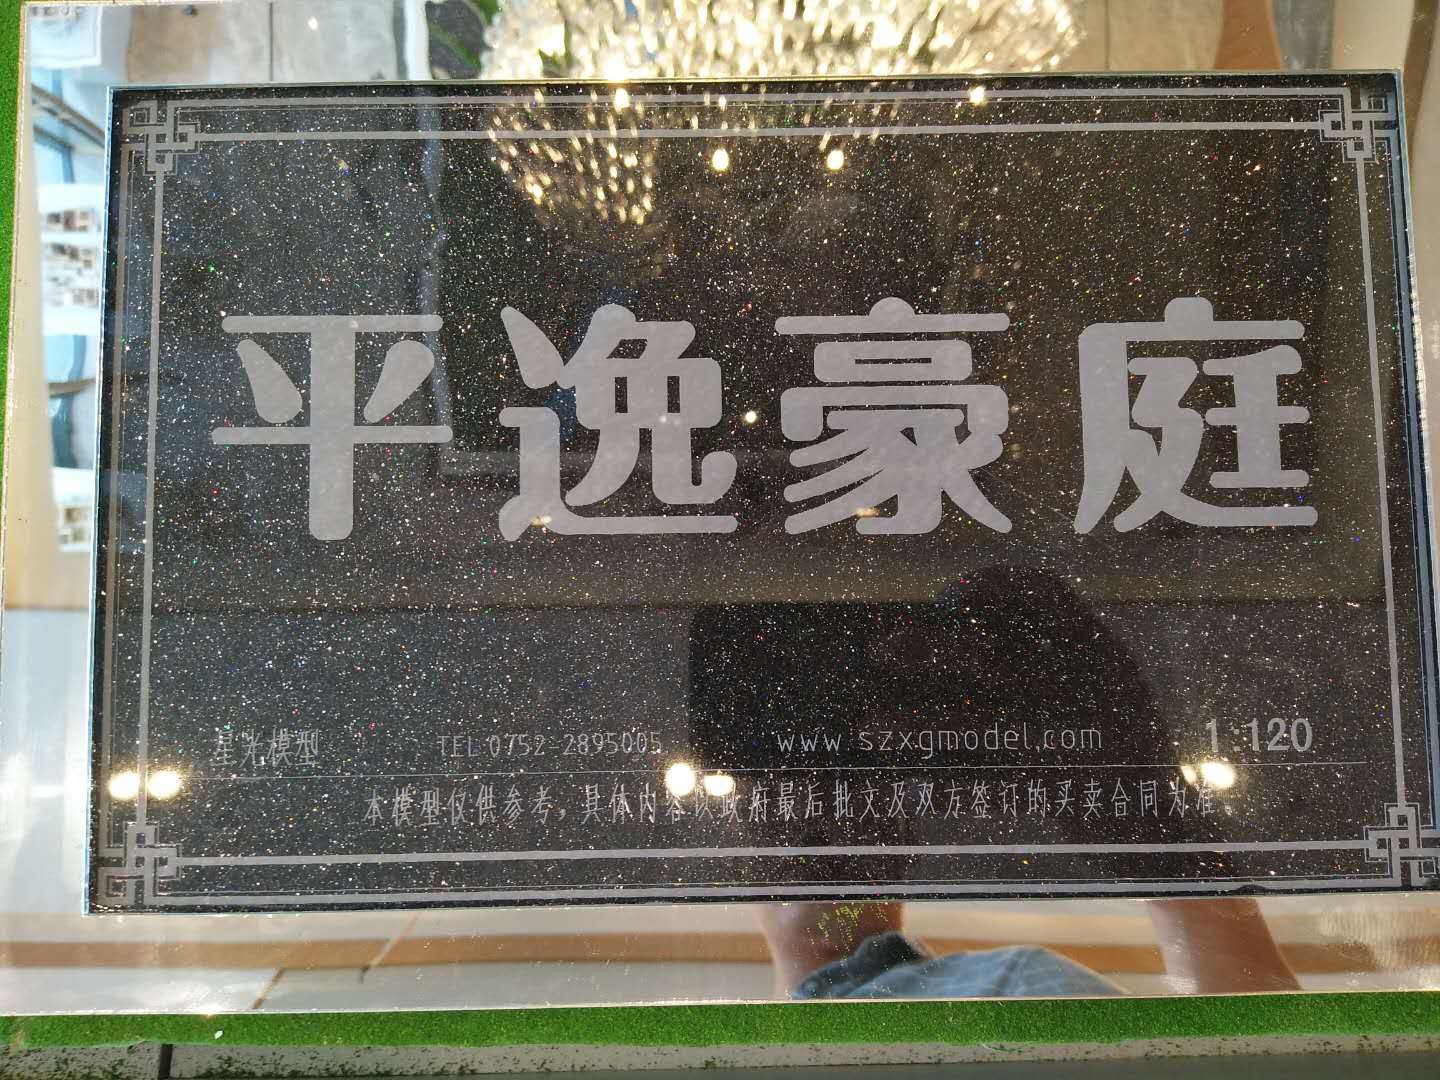 平逸豪庭
星光模型 TEL:0752-2895005 www.szxgmodel.com 1:120
本模型仅供参考，具体内容以政府最后批文及双方签订的买卖合同为准。